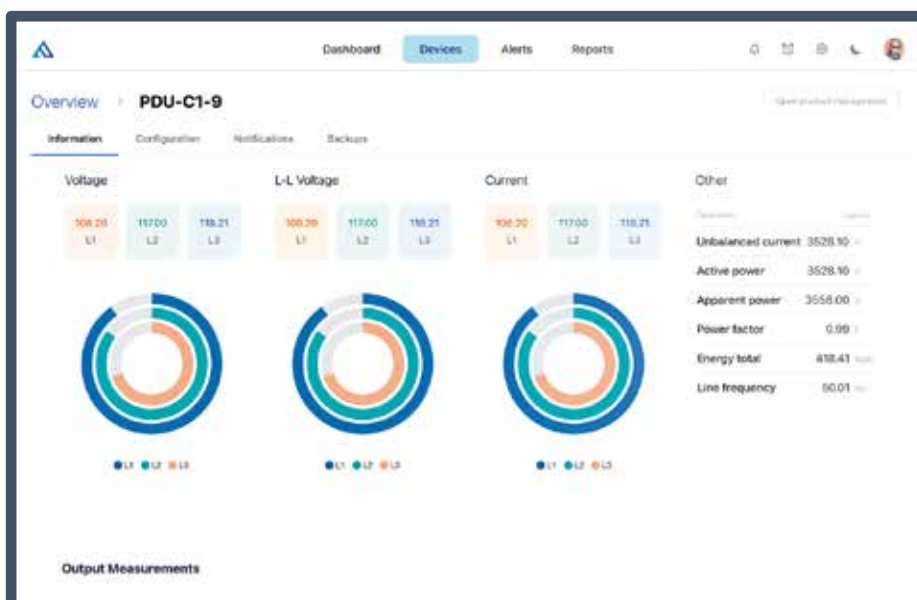 Dashboard Devices Alerts Reports
Overview PDU-C1-9
Open product management
Information Configuration Notifications Backups
Voltage L-L Voltage Current Other
108.20 117.00 118.21 108.20 117.00 118.21 108.20 117.00 118.21
L1 L2 L3 L1 L2 L3 L1 L2 L3
Unbalanced current 3528.10
Active power 3528.10
Apparent power 3558.00
Power factor 0.99
Energy total 418.41
Line frequency 50.01
L1 L2 L3 L1 L2 L3 L1 L2 L3
Output Measurements